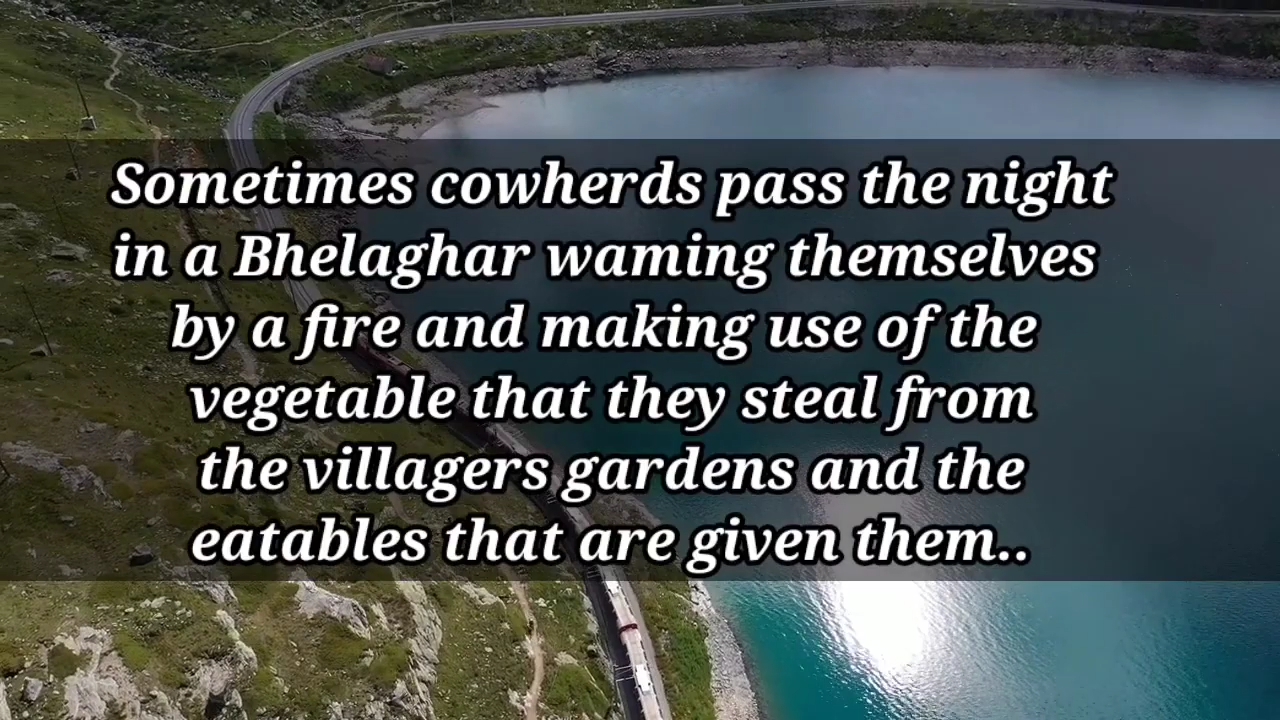 Sometimes cowherds pass the night
in a Bhelaghar waming themselves
by a fire and making use of the
vegetable that they steal from
the villagers gardens and the
eatables that are given them..